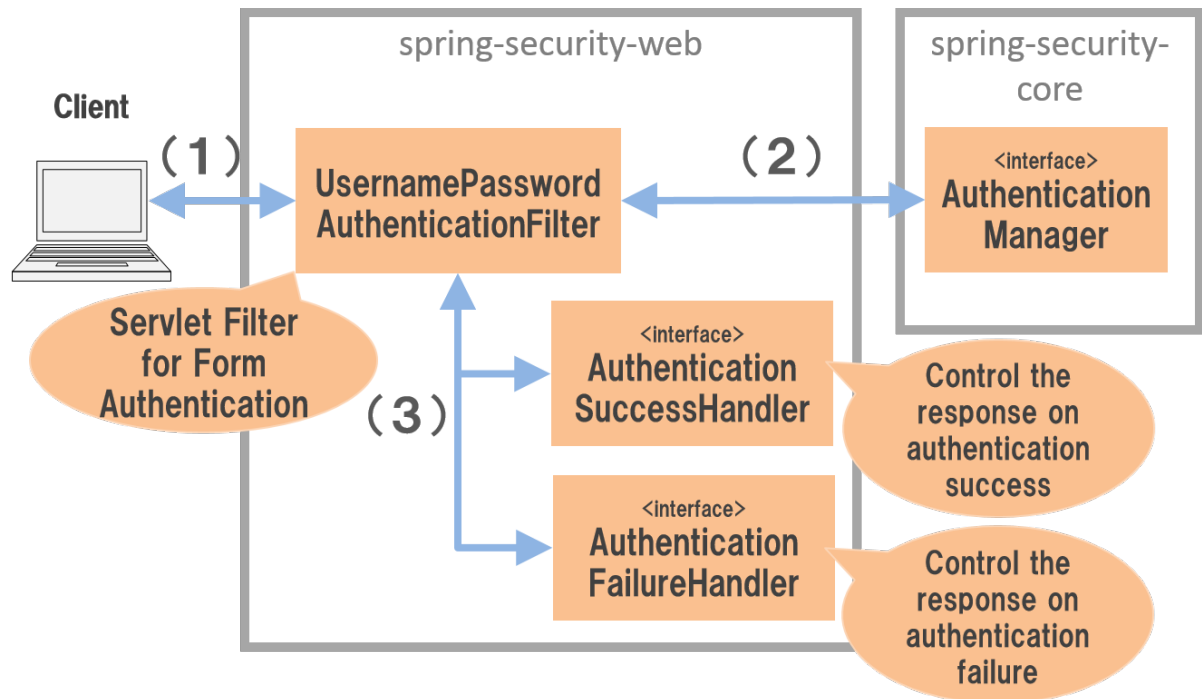 spring-security-web
spring-security-
core
Client
(1)
(2)
UsernamePassword
AuthenticationFilter
<interface>
Authentication
Manager
Servlet Filter
for Form
Authentication
(3)
<interface>
Authentication
SuccessHandler
Control the
response on
authentication
success
<interface>
Authentication
FailureHandler
Control the
response on
authentication
failure